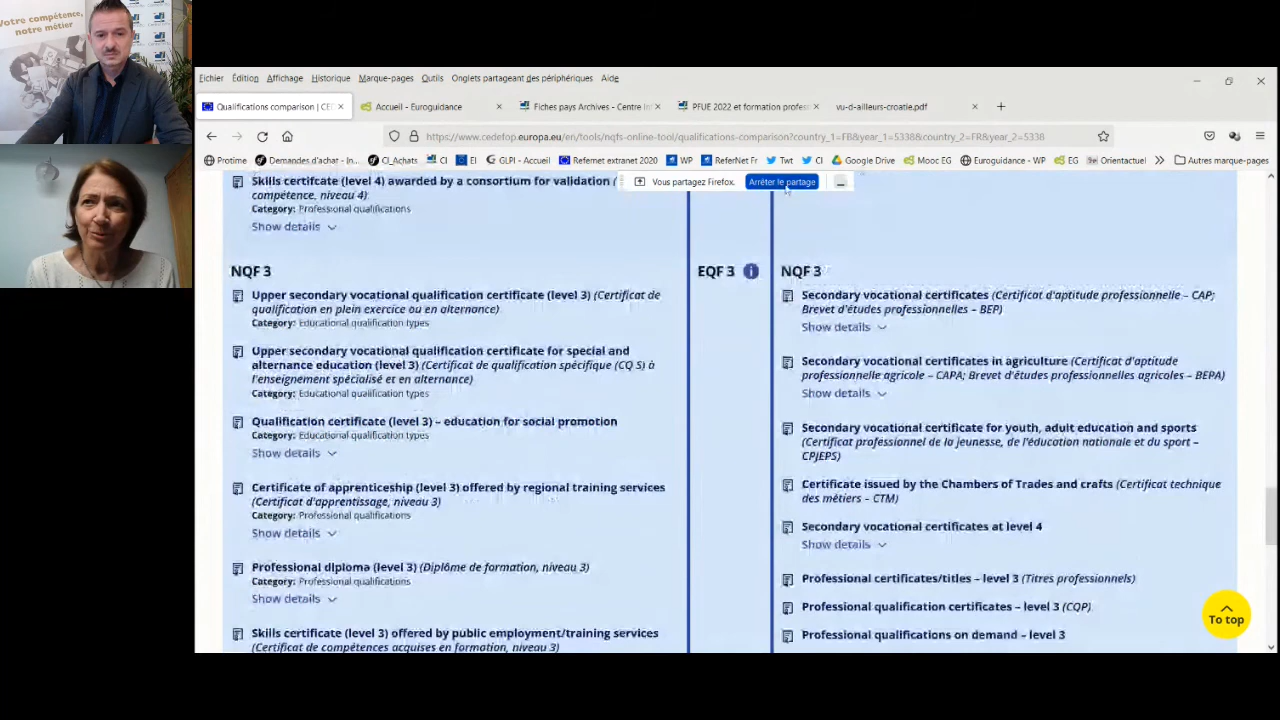 Votre compétence,
notre métier
Fichier Édition Affichage Historique Marque-pages Outils Onglets partageant des périphériques Aide
Qualifications comparison | CE Accueil - Euroguidance Fiches pays Archives - Centre In PFUE 2022 et formation profes vu-d-ailleurs-croatie.pdf
https://www.cedefop.europa.eu/en/tools/nqfs-online-tool/qualifications-comparison?country_1=FB&year_1=5338&country_2=FR&year_2=5338
Protime Demandes d'achat - In... CI_Achats CI EI GLPI - Accueil Refernet extranet 2020 WP ReferNet Fr Twt CI Google Drive Mooc EG Euroguidance - WP EG Orientactuel Autres marque-pages
Vous partagez Firefox. Arrêter le partage
Skills certifcate (level 4) awarded by a consortium for validation
compétence, niveau 4)
Category: Professional qualifications
Show details
NQF 3
Upper secondary vocational qualification certificate (level 3) (Certificat de
qualification en plein exercice ou en alternance)
Category: Educational qualification types
Upper secondary vocational qualification certificate for special and
alternance education (level 3) (Certificat de qualification spécifique (CQ S) à
l'enseignement spécialisé et en alternance)
Category: Educational qualification types
Qualification certificate (level 3) – education for social promotion
Category: Educational qualification types
Show details
Certificate of apprenticeship (level 3) offered by regional training services
(Certificat d'apprentissage, niveau 3)
Category: Professional qualifications
Show details
Professional diploma (level 3) (Diplôme de formation, niveau 3)
Category: Professional qualifications
Show details
Skills certificate (level 3) offered by public employment/training services
(Certificat de compétences acquises en formation, niveau 3)
EQF 3
NQF 3
Secondary vocational certificates (Certificat d'aptitude professionnelle – CAP;
Brevet d'études professionnelles – BEP)
Show details
Secondary vocational certificates in agriculture (Certificat d'aptitude
professionnelle agricole – CAPA; Brevet d'études professionnelles agricoles – BEPA)
Show details
Secondary vocational certificate for youth, adult education and sports
(Certificat professionnel de la jeunesse, de l'éducation nationale et du sport –
CPJEPS)
Certificate issued by the Chambers of Trades and crafts (Certificat technique
des métiers – CTM)
Secondary vocational certificates at level 4
Show details
Professional certificates/titles – level 3 (Titres professionnels)
Professional qualification certificates – level 3 (CQP)
Professional qualifications on demand – level 3
To top